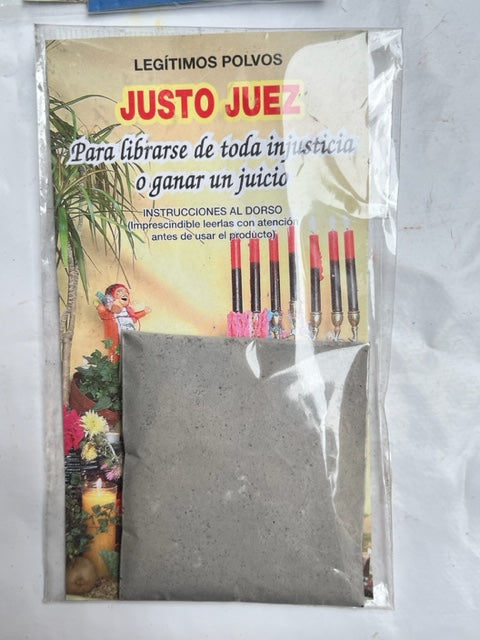 LEGÍTIMOS POLVOS
JUSTO JUEZ
Para librarse de toda injusticia
o ganar un juicio
INSTRUCCIONES AL DORSO
(Imprescindible leerlas con atención
antes de usar el producto)